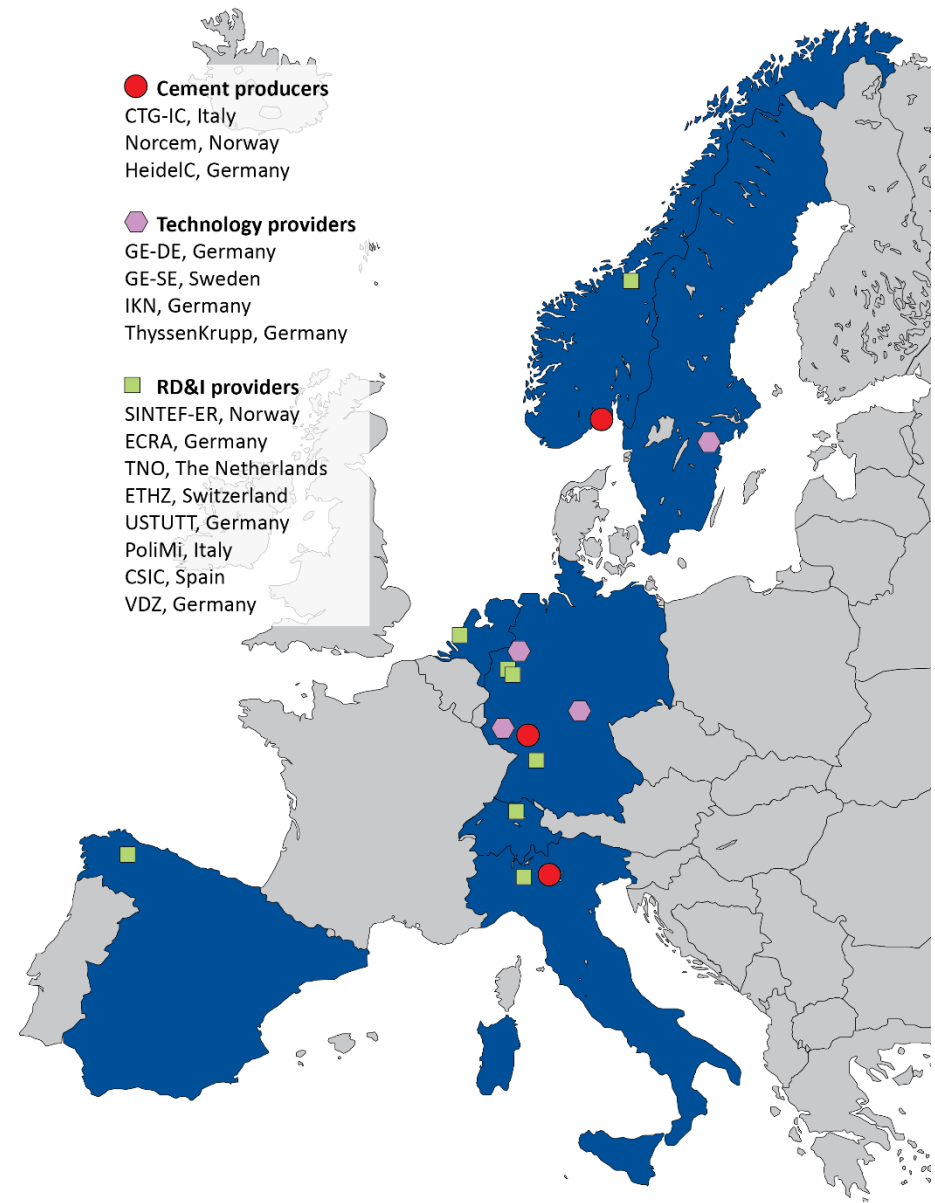 Cement producers
CTG-IC, Italy
Norcem, Norway
HeidelC, Germany
Technology providers
GE-DE, Germany
GE-SE, Sweden
IKN, Germany
ThyssenKrupp, Germany
RD&I providers
SINTEF-ER, Norway
ECRA, Germany
TNO, The Netherlands
ETHZ, Switzerland
USTUTT, Germany
PoliMi, Italy
CSIC, Spain
VDZ, Germany